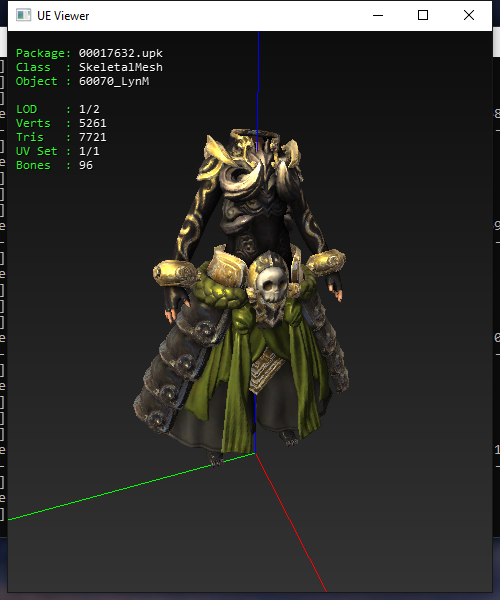 UE Viewer
Package: 00017632.upk
Class  : SkeletalMesh
Object : 60070_LynM
LOD    : 1/2
Verts  : 5261
Tris   : 7721
UV Set : 1/1
Bones  : 96